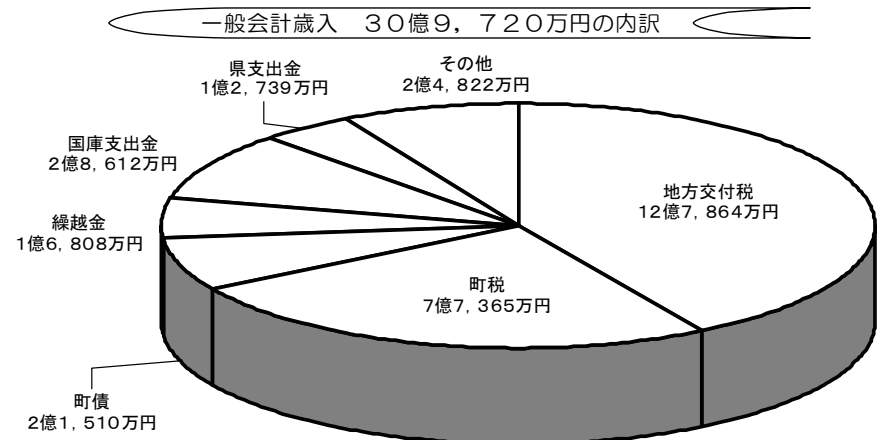 一般会計歳入　３０億９，７２０万円の内訳
県支出金
1億2，739万円
その他
2億4，822万円
国庫支出金
2億8，612万円
地方交付税
12億7，864万円
繰越金
1億6，808万円
町税
7億7，365万円
町債
2億1，510万円